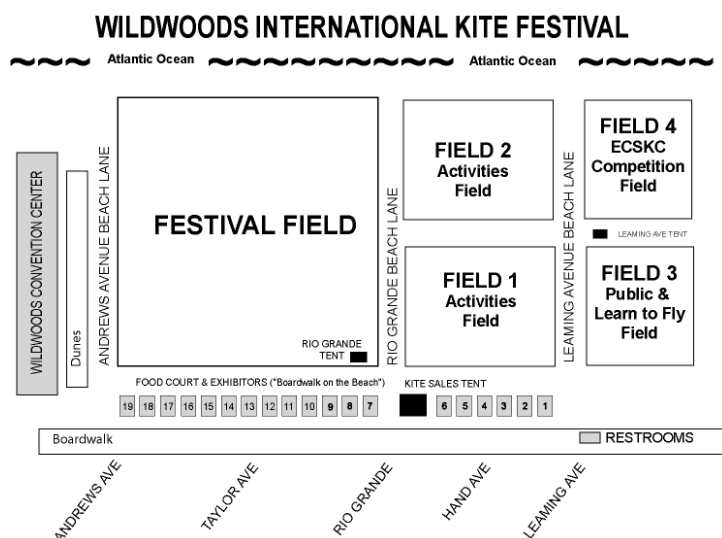 WILDWOODS INTERNATIONAL KITE FESTIVAL
Atlantic Ocean
Atlantic Ocean
WILDWOODS CONVENTION CENTER
Dunes
ANDREWS AVENUE BEACH LANE
FESTIVAL FIELD
RIO GRANDE
TENT
RIO GRANDE BEACH LANE
FIELD 2
Activities
Field
FIELD 1
Activities
Field
LEAMING AVENUE BEACH LANE
FIELD 4
ECSKC
Competition
Field
LEAMING AVE TENT
FIELD 3
Public &
Learn to Fly
Field
FOOD COURT & EXHIBITORS ("Boardwalk on the Beach")
KITE SALES TENT
19 18 17 16 15 14 13 12 11 10 9 8 7 6 5 4 3 2 1
Boardwalk
RESTROOMS
ANDREWS AVE
TAYLOR AVE
RIO GRANDE
HAND AVE
LEAMING AVE